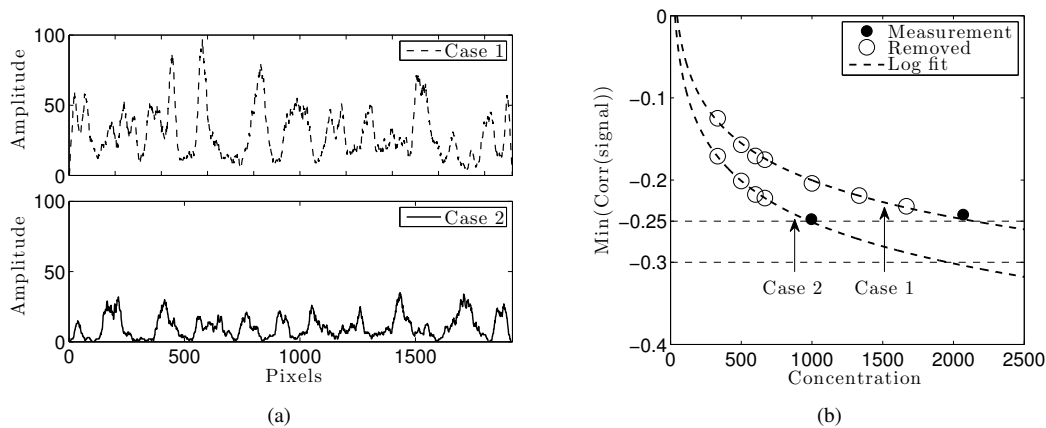 100
Case 1
Amplitude
50
0
100
Case 2
Amplitude
50
0
0
500
1000
1500
Pixels
(a)
0
Measurement
Removed
Log fit
−0.1
Min(Corr(signal))
−0.2
−0.25
−0.3
Case 2
Case 1
−0.4
0
500
1000
1500
2000
2500
Concentration
(b)